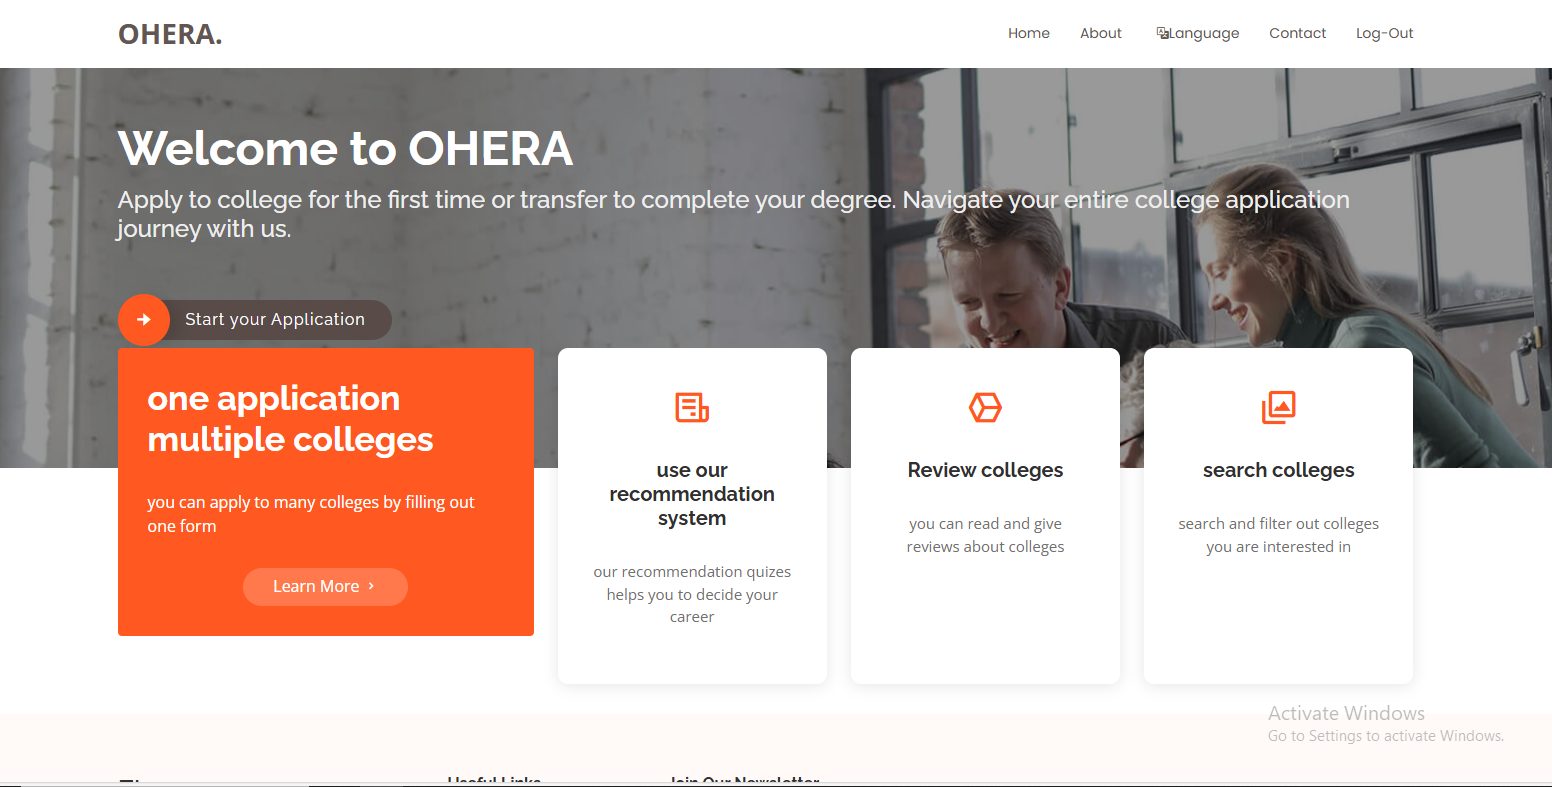 OHERA.
Home About Language Contact Log-Out
Welcome to OHERA
Apply to college for the first time or transfer to complete your degree. Navigate your entire college application
journey with us.
Start your Application
one application
multiple colleges
you can apply to many colleges by filling out
one form
Learn More
use our
recommendation
system
our recommendation quizes
helps you to decide your
career
Review colleges
you can read and give
reviews about colleges
search colleges
search and filter out colleges
you are interested in
Activate Windows
Go to Settings to activate Windows.
Useful Links
Join Our Newsletter